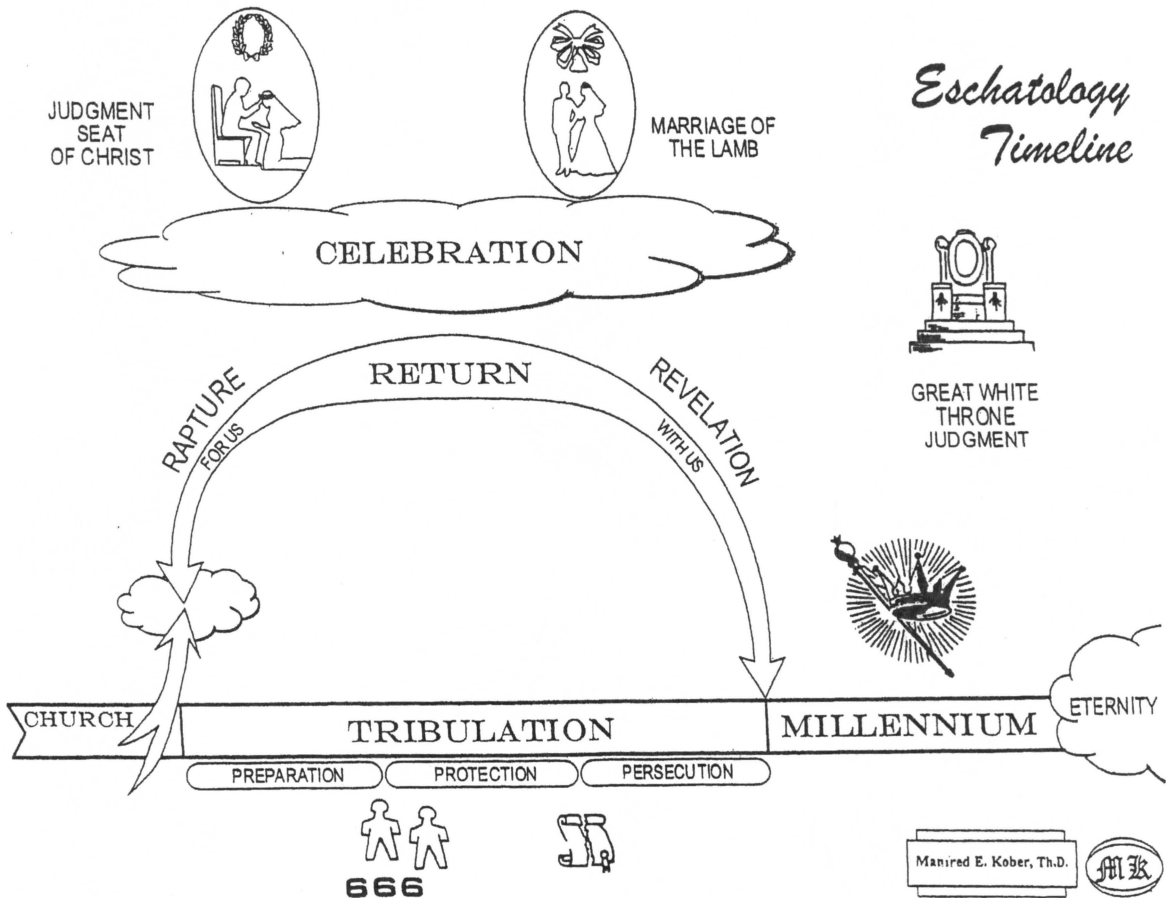 Eschatology
Timeline
JUDGMENT
SEAT
OF CHRIST
MARRIAGE OF
THE LAMB
CELEBRATION
RETURN
RAPTURE
FOR US
REVELATION
WITH US
GREAT WHITE
THRONE
JUDGMENT
CHURCH
TRIBULATION
MILLENNIUM
ETERNITY
PREPARATION
PROTECTION
PERSECUTION
666
Manfred E. Kober, Th.D.
MK